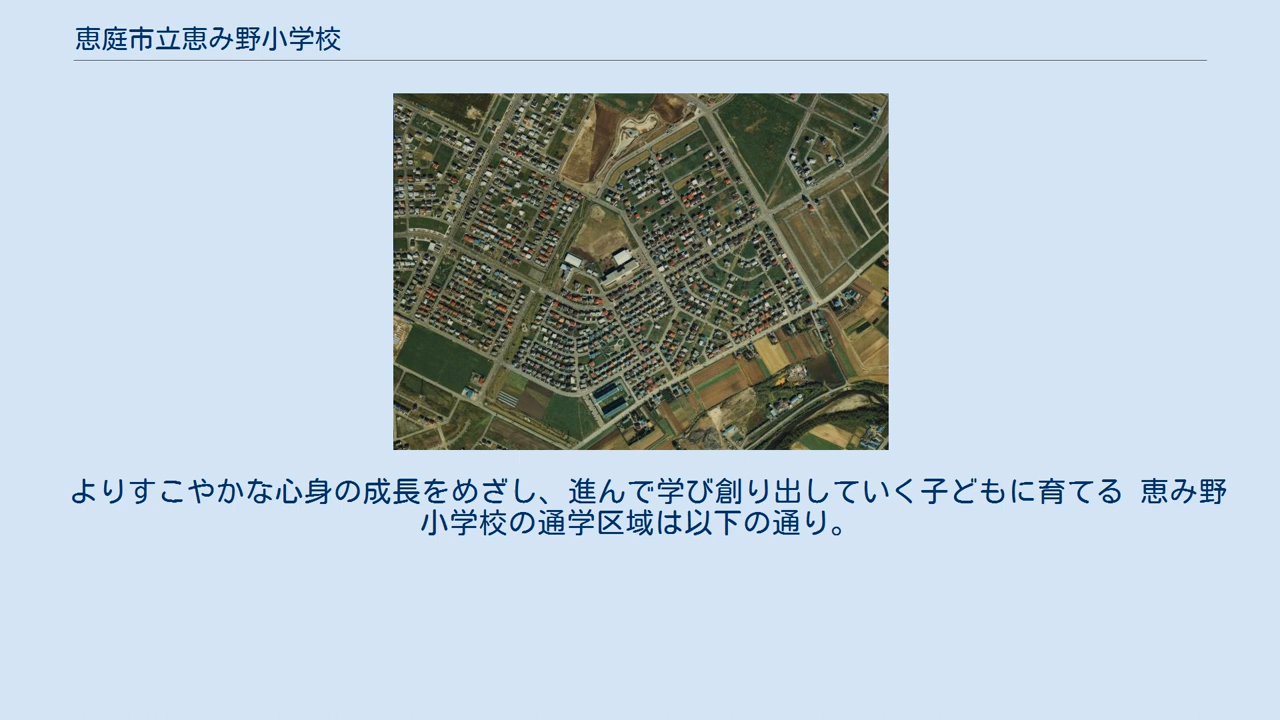 恵庭市立恵み野小学校
よりすこやかな心身の成長をめざし、進んで学び創り出していく子どもに育てる 恵み野
小学校の通学区域は以下の通り。